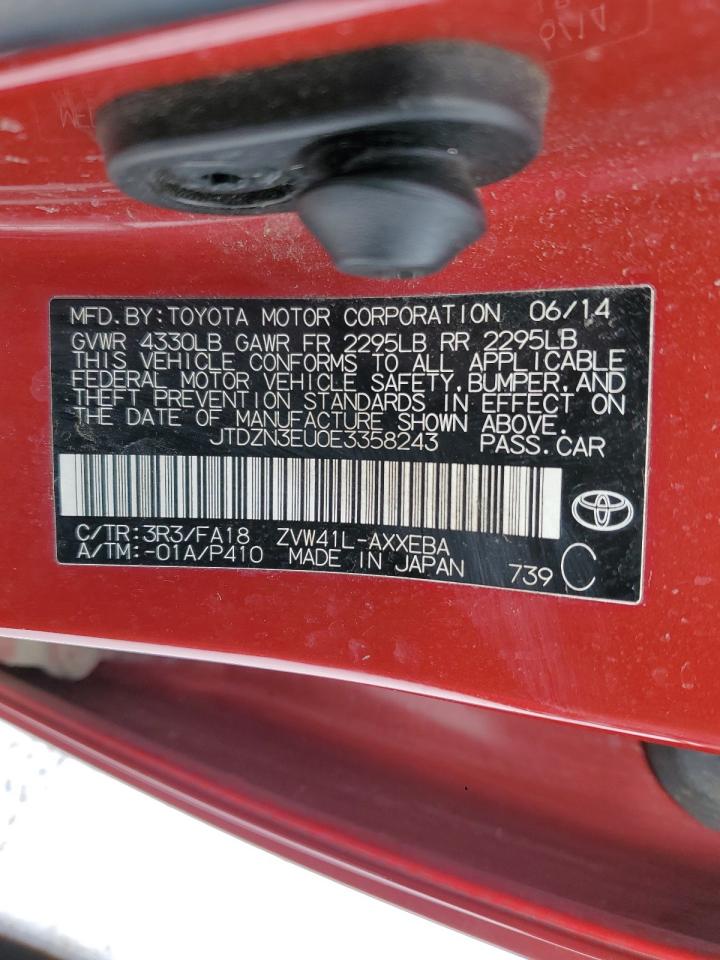 MFD.BY:TOYOTA MOTOR CORPORATION 06/14
GVWR 4330LB GAWR FR 2295LB RR 2295LB
THIS VEHICLE CONFORMS TO ALL APPLICABLE
FEDERAL MOTOR VEHICLE SAFETY,BUMPER,AND
THEFT PREVENTION STANDARDS IN EFFECT ON
THE DATE OF MANUFACTURE SHOWN ABOVE.
JTDZN3EU0E3358243 PASS.CAR
C/TR:3R3/FA18 ZVW41L-AXXEBA
A/TM:-01A/P410 MADE IN JAPAN 739 C